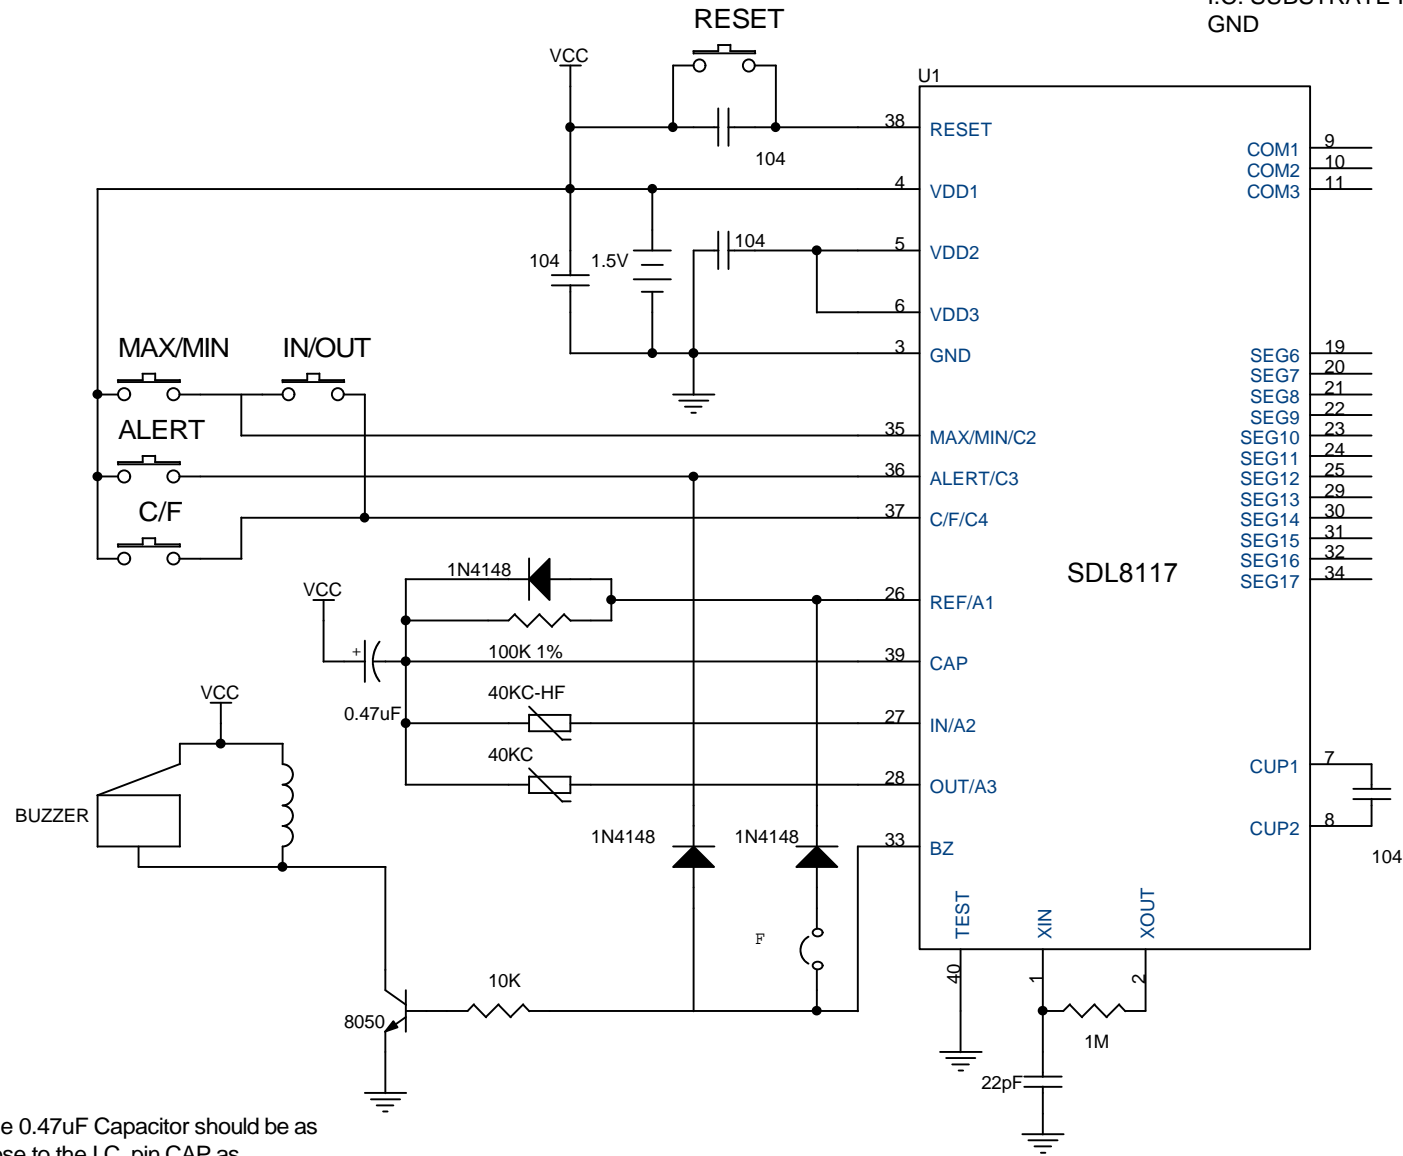 GND
RESET
VCC
U1
38
RESET
104
COM1
9
COM2
10
COM3
11
4
VDD1
104
1.5V
104
5
VDD2
6
VDD3
3
GND
MAX/MIN
IN/OUT
SEG6
19
SEG7
20
SEG8
21
SEG9
22
SEG10
23
SEG11
24
SEG12
25
SEG13
29
SEG14
30
SEG15
31
SEG16
32
SEG17
34
ALERT
35
MAX/MIN/C2
36
ALERT/C3
C/F
37
C/F/C4
SDL8117
1N4148
VCC
26
REF/A1
+
100K 1%
39
CAP
0.47uF
40KC-HF
27
IN/A2
VCC
40KC
28
OUT/A3
CUP1
7
CUP2
8
104
BUZZER
1N4148
1N4148
33
BZ
TEST
XIN
XOUT
F
40
1
2
10K
8050
1M
22pF
e 0.47uF Capacitor should be as